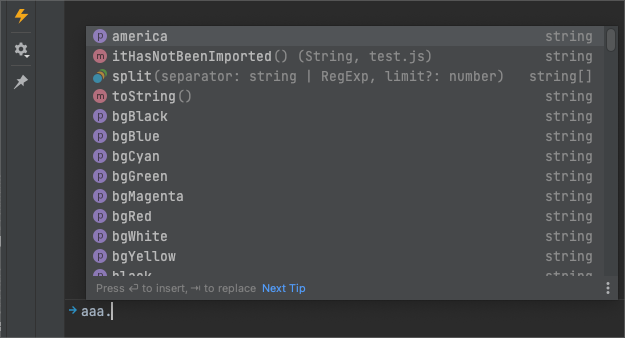 p america string
m itHasNotBeenImported() (String, test.js) string
split(separator: string | RegExp, limit?: number) string[]
m toString() string
p bgBlack string
p bgBlue string
p bgCyan string
p bgGreen string
p bgMagenta string
p bgRed string
p bgWhite string
p bgYellow string
p black string
Press ⏎ to insert, ⇥ to replace Next Tip
aaa.